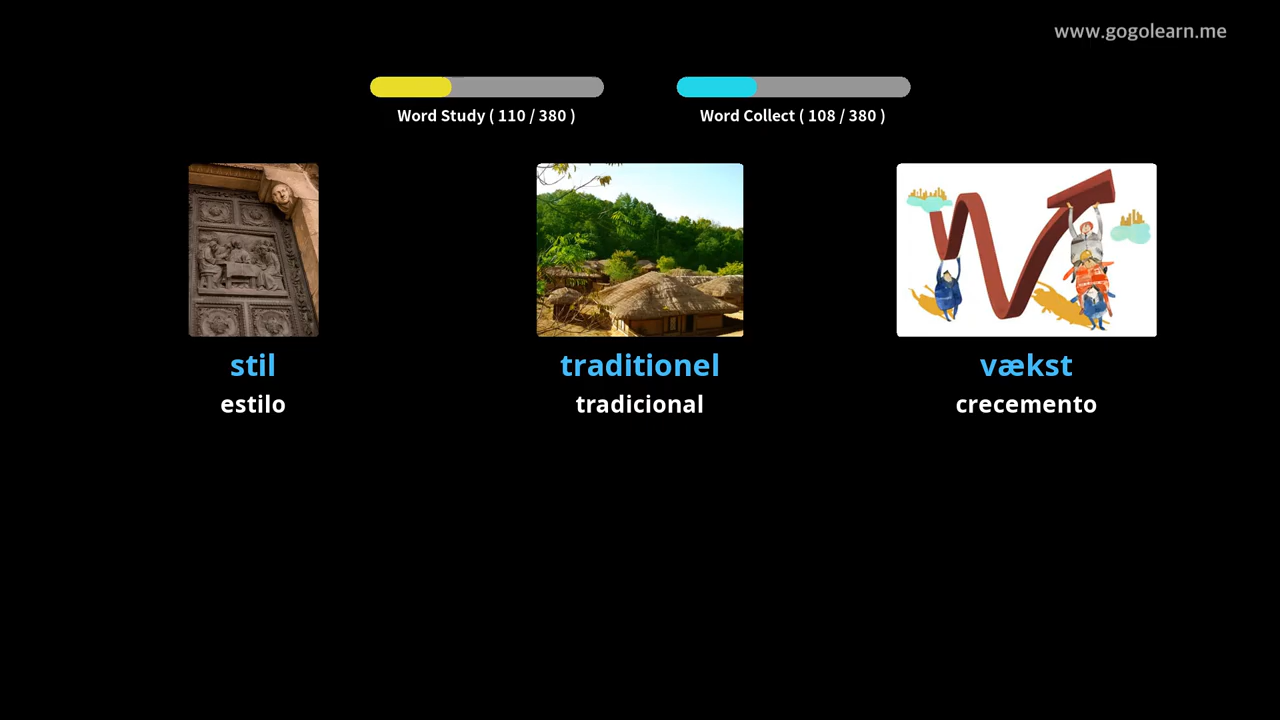 www.gogolearn.me
Word Study ( 110 / 380 )
Word Collect ( 108 / 380 )
stil
estilo
traditionel
tradicional
vækst
crecemento